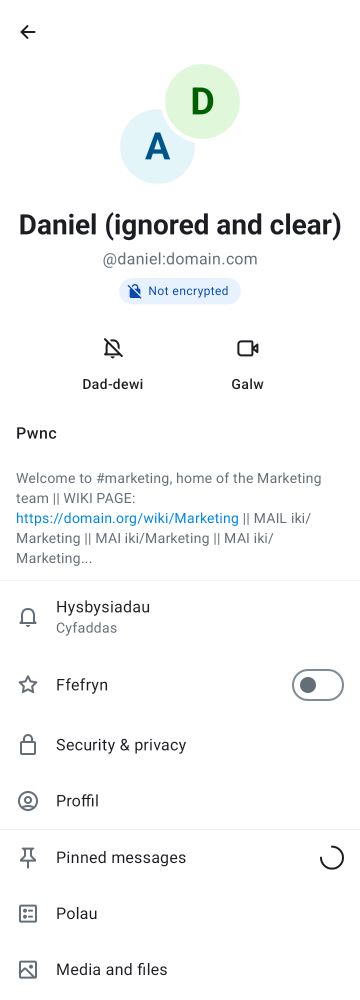 D
A
Daniel (ignored and clear)
@daniel:domain.com
Not encrypted
Dad-dewi
Galw
Pwnc
Welcome to #marketing, home of the Marketing
team || WIKI PAGE:
https://domain.org/wiki/Marketing || MAIL iki/
Marketing || MAI iki/Marketing || MAI iki/
Marketing...
Hysbysiadau
Cyfaddas
Ffefryn
Security & privacy
Proffil
Pinned messages
Polau
Media and files